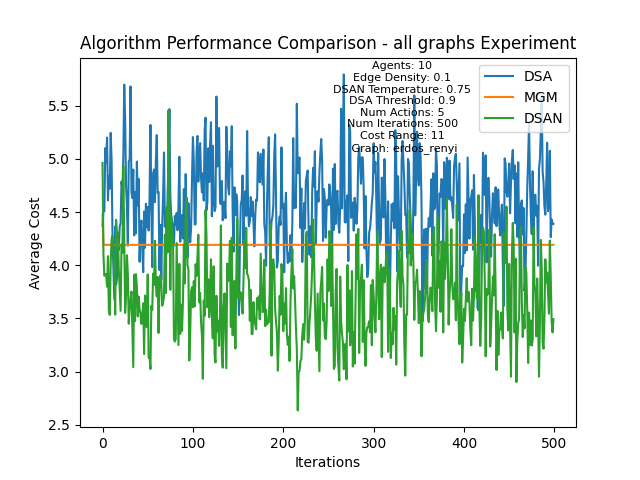 Algorithm Performance Comparison - all graphs Experiment
Agents: 10
Edge Density: 0.1
DSAN Temperature: 0.75
DSA Threshold: 0.9
Num Actions: 5
Num Iterations: 500
Cost Range: 11
Graph: erdos_renyi
DSA
MGM
DSAN
5.5
5.0
4.5
4.0
3.5
3.0
2.5
Average Cost
0 100 200 300 400 500
Iterations